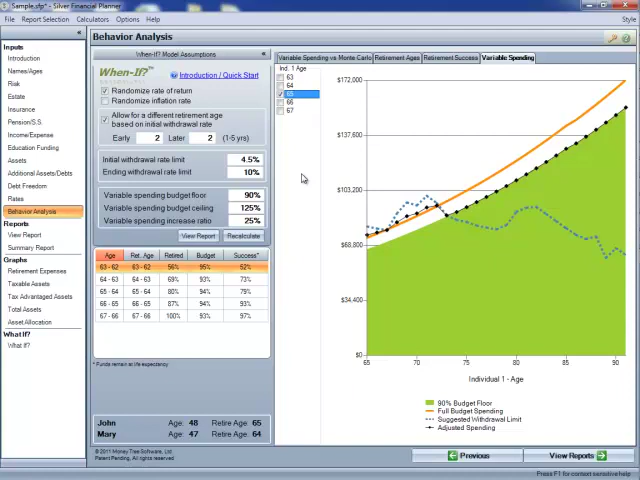 Sample.sfp* - Silver Financial Planner
File Report Selection Calculators Options Help Style
Inputs
Introduction
Names/Ages
Risk
Estate
Insurance
Pension/S.S.
Income/Expense
Education Funding
Assets
Additional Assets/Debts
Debt Freedom
Rates
Behavior Analysis
Reports
View Report
Summary Report
Graphs
Retirement Expenses
Taxable Assets
Tax Advantaged Assets
Total Assets
Asset Allocation
What If?
What If?
Behavior Analysis
When-If? Model Assumptions
When-If?™
Introduction / Quick Start
Randomize rate of return
Randomize inflation rate
Allow for a different retirement age
based on initial withdrawal rate
Early 2 Later 2 (1-5 yrs)
Initial withdrawal rate limit 4.5%
Ending withdrawal rate limit 10%
Variable spending budget floor 90%
Variable spending budget ceiling 125%
Variable spending increase ratio 25%
View Report Recalculate
Age Ret. Age Retired Budget Success*
63 - 62 63 - 62 56% 95% 52%
64 - 63 64 - 63 69% 93% 73%
65 - 64 65 - 64 80% 94% 79%
66 - 65 66 - 65 87% 94% 93%
67 - 66 67 - 66 100% 93% 97%
* Funds remain at life expectancy.
John Age: 48 Retire Age: 65
Mary Age: 47 Retire Age: 64
© 2011 Money Tree Software, Ltd.
Patent Pending, All rights reserved
Variable Spending vs Monte Carlo Retirement Ages Retirement Success Variable Spending
Ind. 1 Age
63
64
65
66
67
$172,000
$137,600
$103,200
$68,800
$34,400
$0
65 70 75 80 85 90
Individual 1 - Age
90% Budget Floor
Full Budget Spending
Suggested Withdrawal Limit
Adjusted Spending
Previous View Reports
Press F1 for context sensitive help